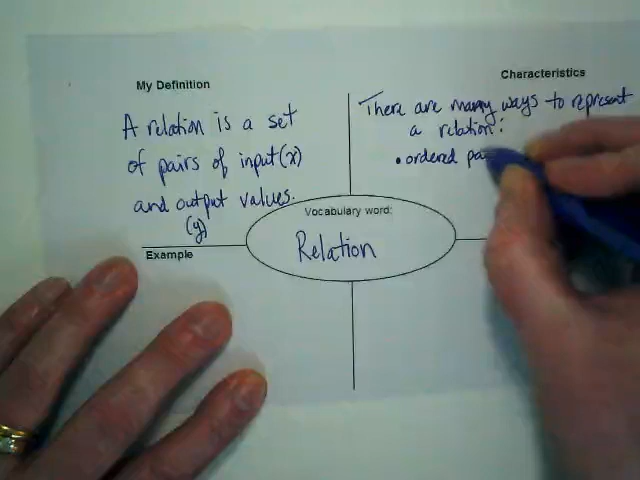 My Definition
A relation is a set
of pairs of input(x)
and output values.
(y)
Characteristics
There are many ways to represent
a relation:
• ordered pa
Vocabulary word:
Relation
Example